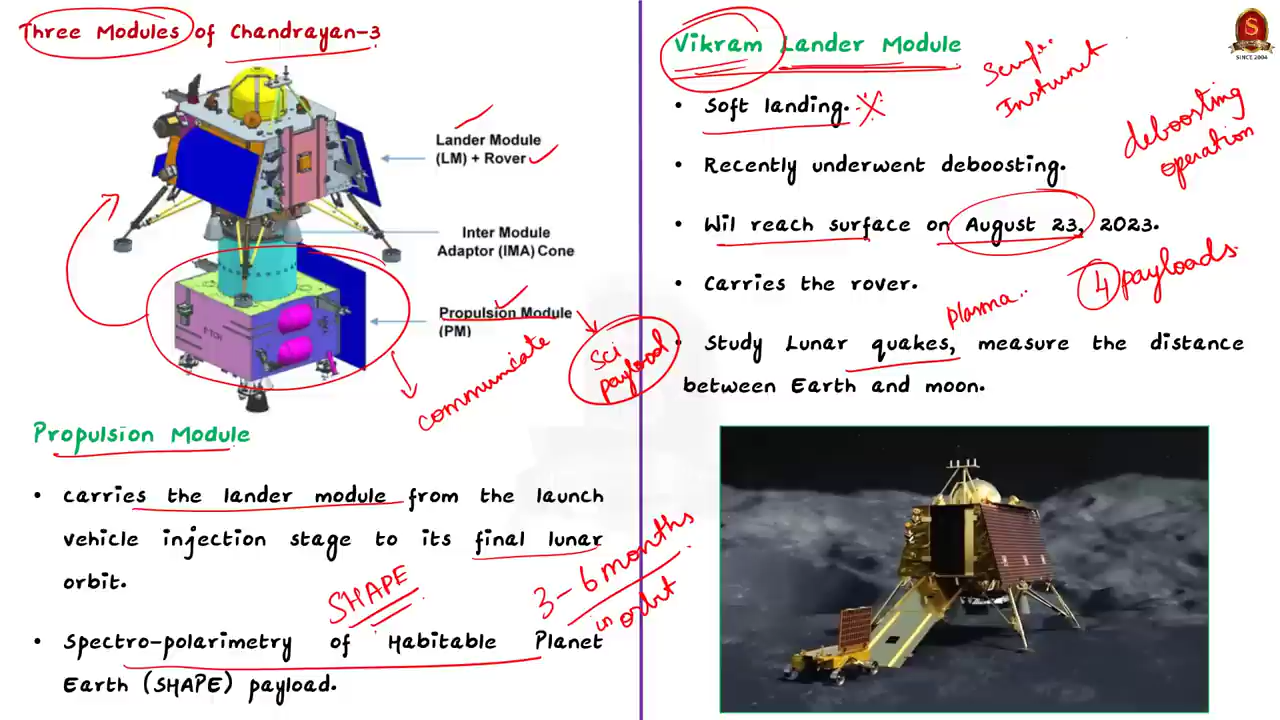 Three Modules of Chandrayan-3
Lander Module
(LM) + Rover
Inter Module
Adaptor (IMA) Cone
Propulsion Module
(PM)
Sci
payload
communicate
Propulsion Module
• carries the lander module from the launch
vehicle injection stage to its final lunar
orbit.
SHAPE
3-6 months
in orbit
• Spectro-polarimetry of Habitable Planet
Earth (SHAPE) payload.
Vikram Lander Module
Instrumet
S
SINCE 2004
• Soft landing.
deboosting
operation
• Recently underwent deboosting.
• Wil reach surface on August 23, 2023.
• Carries the rover.
4 payloads
plasma..
• Study Lunar quakes, measure the distance
between Earth and moon.